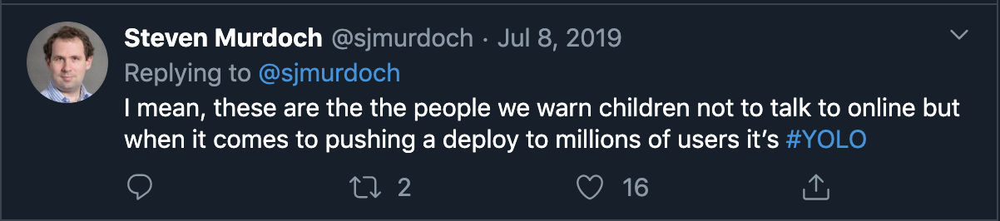 Steven Murdoch @sjmurdoch · Jul 8, 2019
Replying to @sjmurdoch
I mean, these are the the people we warn children not to talk to online but
when it comes to pushing a deploy to millions of users it’s #YOLO
2 16